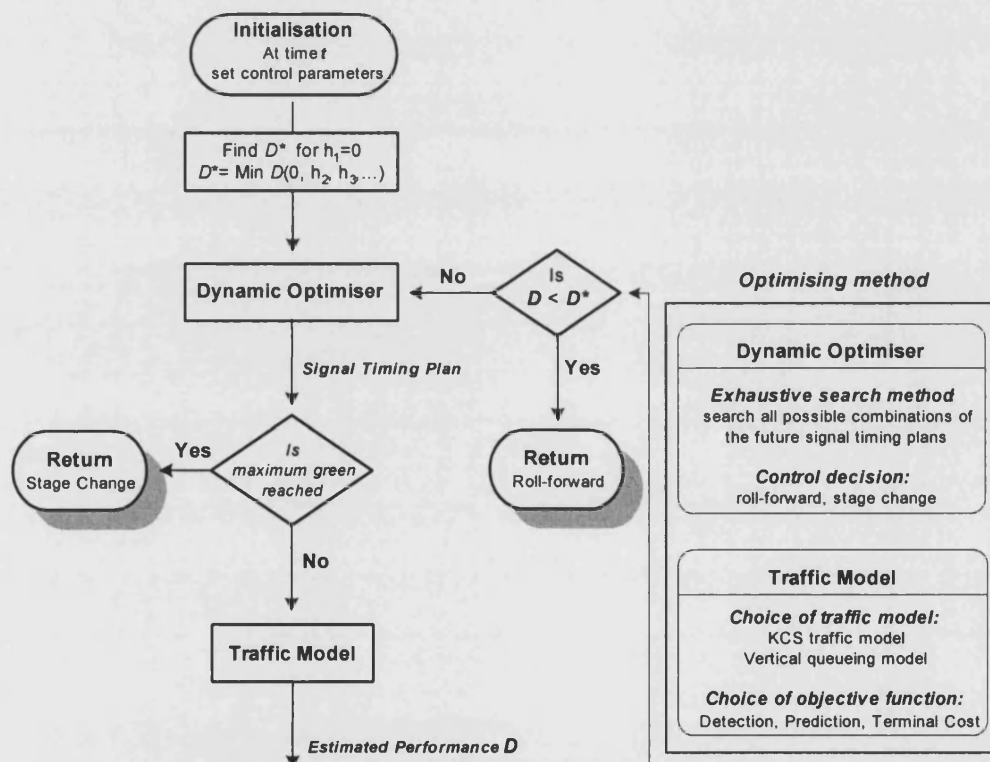 Initialisation
At time t
set control parameters
Find D* for h₁=0
D*= Min D(0, h₂, h₃,...)
Dynamic Optimiser
No
Is
D < D*
Yes
Signal Timing Plan
Yes
Return
Stage Change
Is
maximum green
reached
No
Return
Roll-forward
Traffic Model
Estimated Performance D
Optimising method
Dynamic Optimiser
Exhaustive search method
search all possible combinations of
the future signal timing plans
Control decision:
roll-forward, stage change
Traffic Model
Choice of traffic model:
KCS traffic model
Vertical queueing model
Choice of objective function:
Detection, Prediction, Terminal Cost